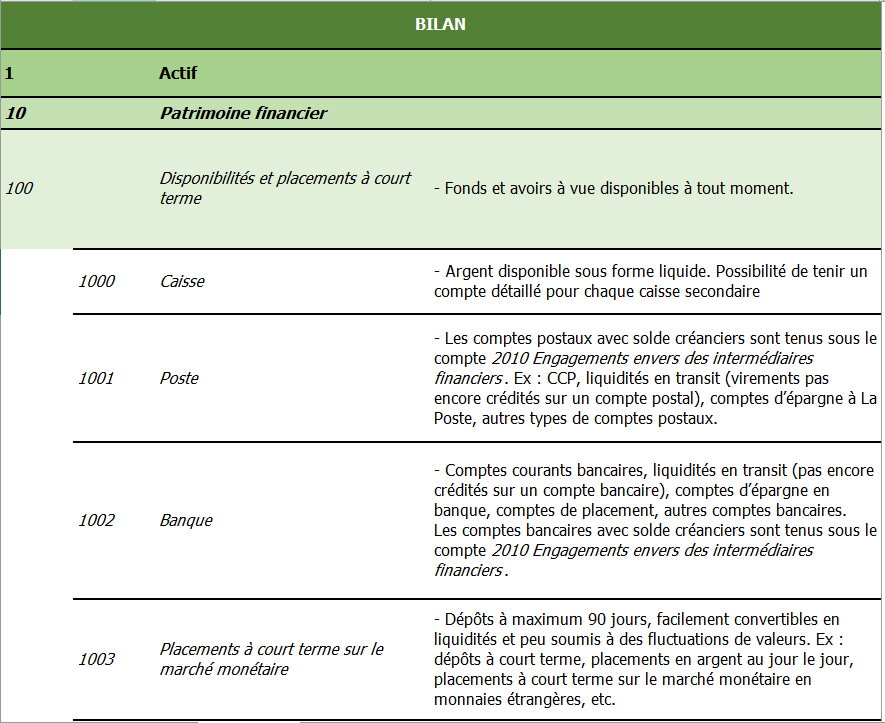 BILAN
1 Actif
10 Patrimoine financier
100 Disponibilités et placements à court
terme
- Fonds et avoirs à vue disponibles à tout moment.
1000 Caisse
- Argent disponible sous forme liquide. Possibilité de tenir un
compte détaillé pour chaque caisse secondaire
1001 Poste
- Les comptes postaux avec solde créanciers sont tenus sous le
compte 2010 Engagements envers des intermédiaires
financiers. Ex : CCP, liquidités en transit (virements pas
encore crédités sur un compte postal), comptes d’épargne à La
Poste, autres types de comptes postaux.
1002 Banque
- Comptes courants bancaires, liquidités en transit (pas encore
crédités sur un compte bancaire), comptes d’épargne en
banque, comptes de placement, autres comptes bancaires.
Les comptes bancaires avec solde créanciers sont tenus sous le
compte 2010 Engagements envers des intermédiaires
financiers.
1003 Placements à court terme sur le
marché monétaire
- Dépôts à maximum 90 jours, facilement convertibles en
liquidités et peu soumis à des fluctuations de valeurs. Ex :
dépôts à court terme, placements en argent au jour le jour,
placements à court terme sur le marché monétaire en
monnaies étrangères, etc.